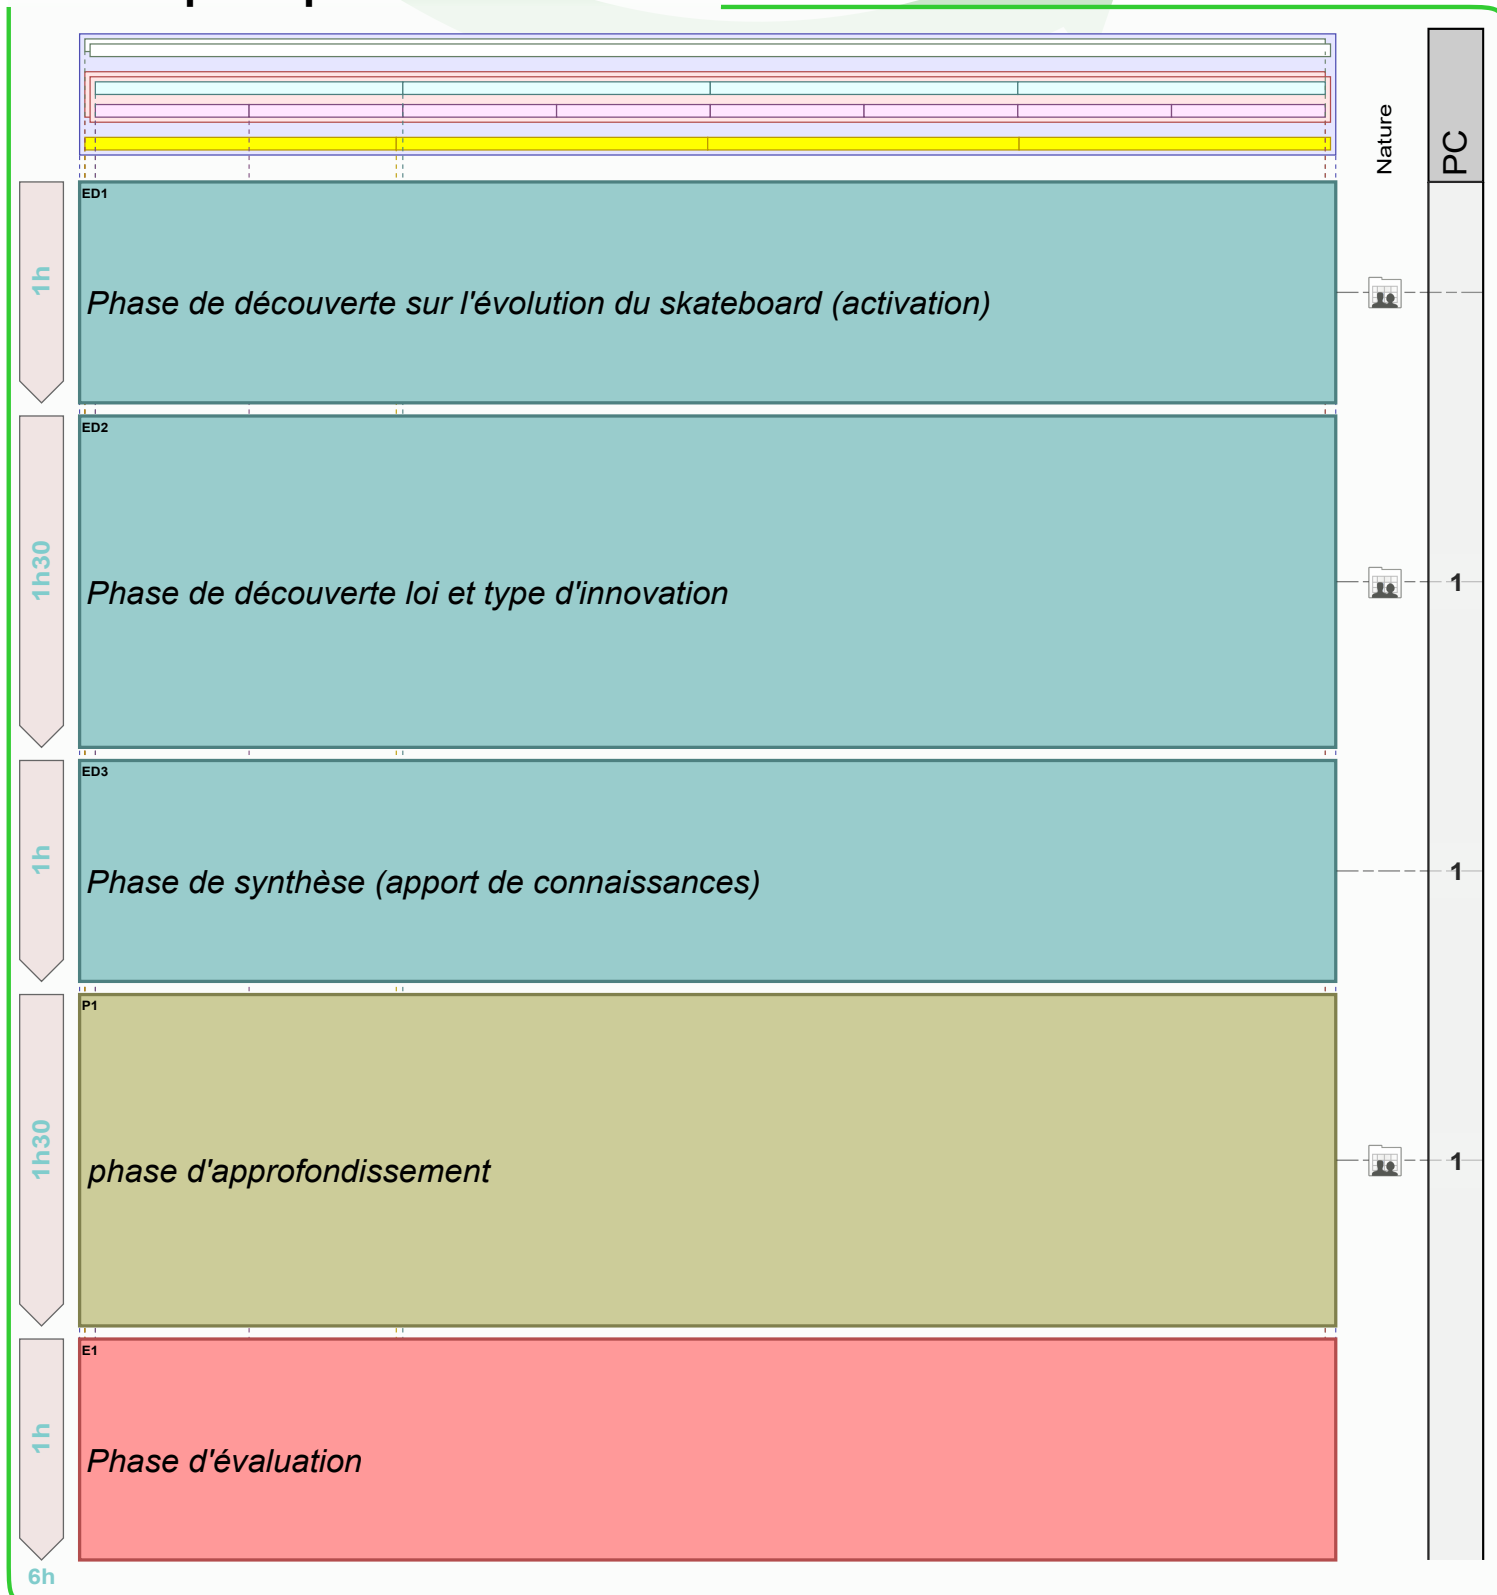 Nature
PC
ED1
1h
Phase de découverte sur l'évolution du skateboard (activation)
ED2
1h30
Phase de découverte loi et type d'innovation
1
ED3
1h
Phase de synthèse (apport de connaissances)
1
P1
1h30
phase d'approfondissement
1
E1
1h
Phase d'évaluation
6h